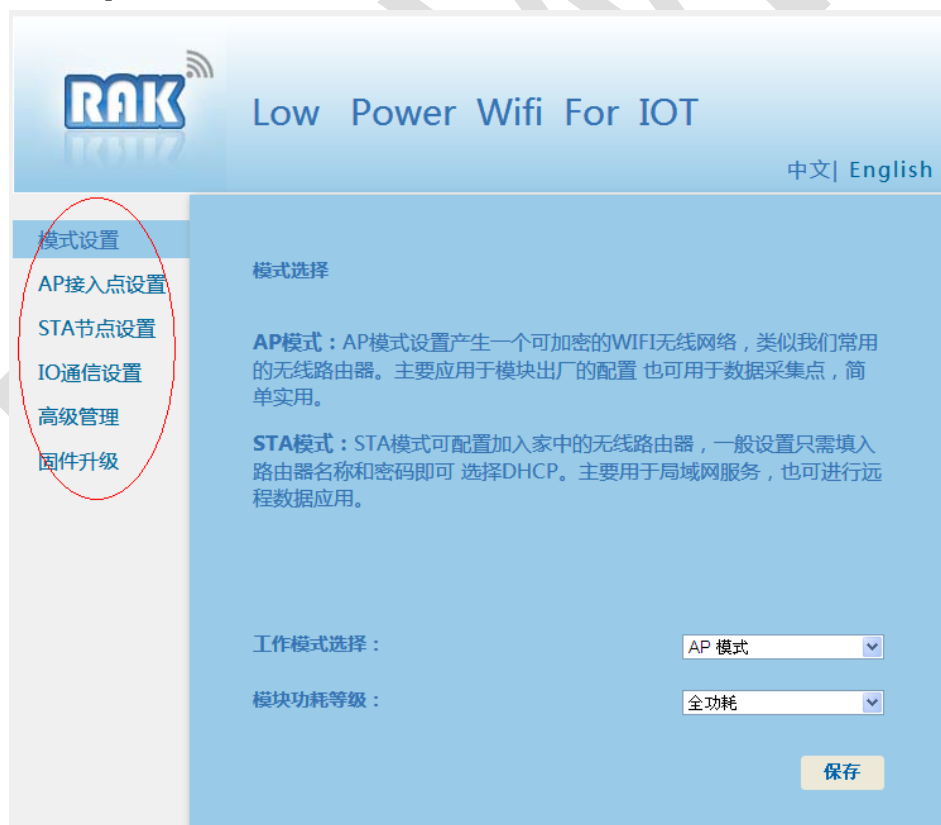 RAK
Low Power Wifi For IOT
中文| English
模式设置
AP接入点设置
STA节点设置
IO通信设置
高级管理
固件升级
模式选择
AP模式：AP模式设置产生一个可加密的WIFI无线网络，类似我们常用
的无线路由器。主要应用于模块出厂的配置 也可用于数据采集点，简
单实用。
STA模式：STA模式可配置加入家中的无线路由器，一般设置只需填入
路由器名称和密码即可 选择DHCP。主要用于局域网服务，也可进行远
程数据应用。
工作模式选择：
AP 模式
模块功耗等级：
全功耗
保存